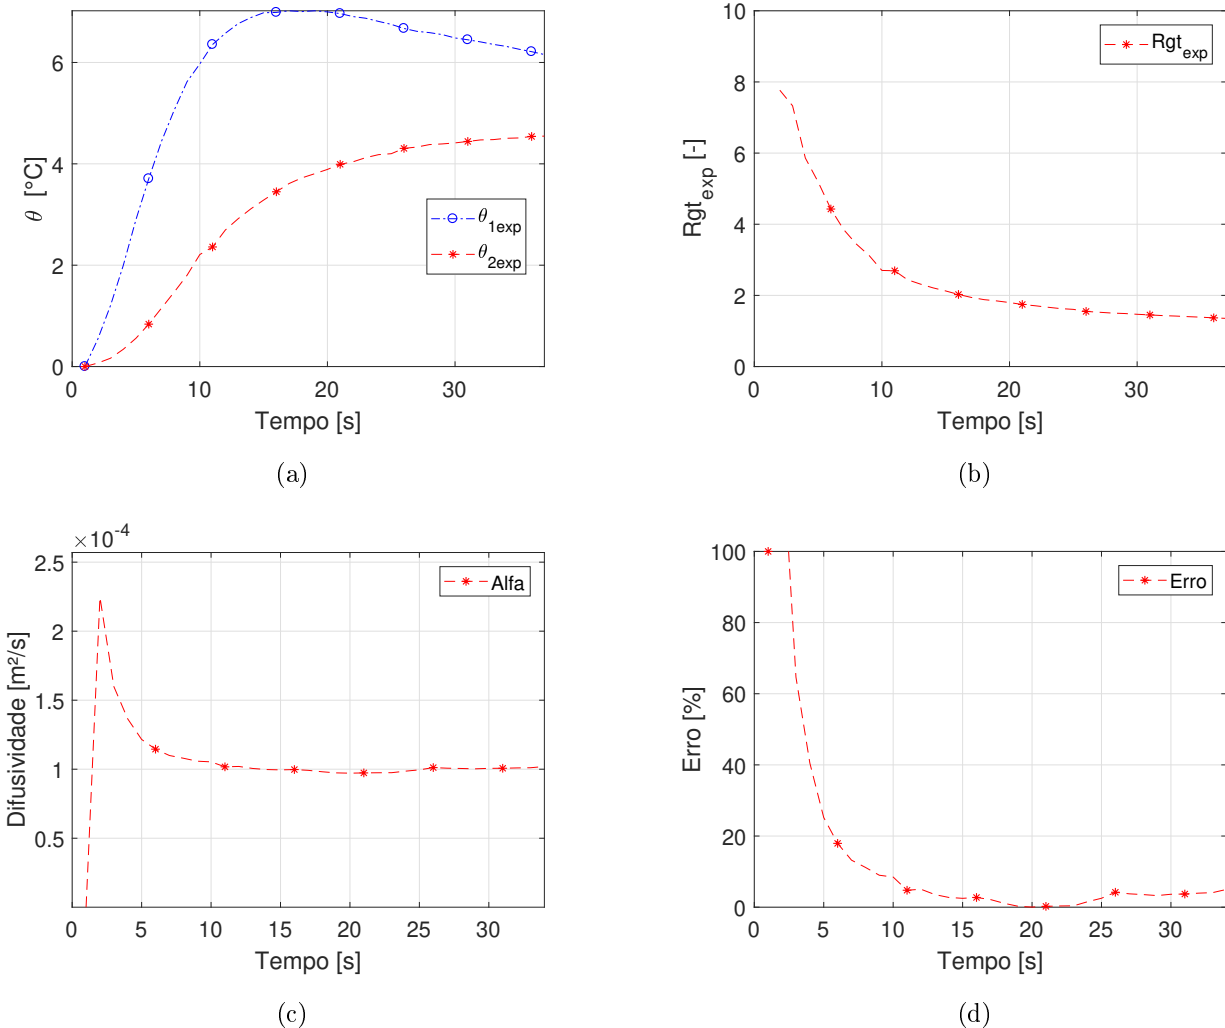 6
4
2
0
0
10
20
30
θ [°C]
Tempo [s]
θ1exp
θ2exp
(a)
10
8
6
4
2
0
0
10
20
30
Rgtexp [-]
Tempo [s]
Rgtexp
(b)
×10-4
2.5
2
1.5
1
0.5
0
5
10
15
20
25
30
Difusividade [m²/s]
Tempo [s]
Alfa
(c)
100
80
60
40
20
0
0
5
10
15
20
25
30
Erro [%]
Tempo [s]
Erro
(d)